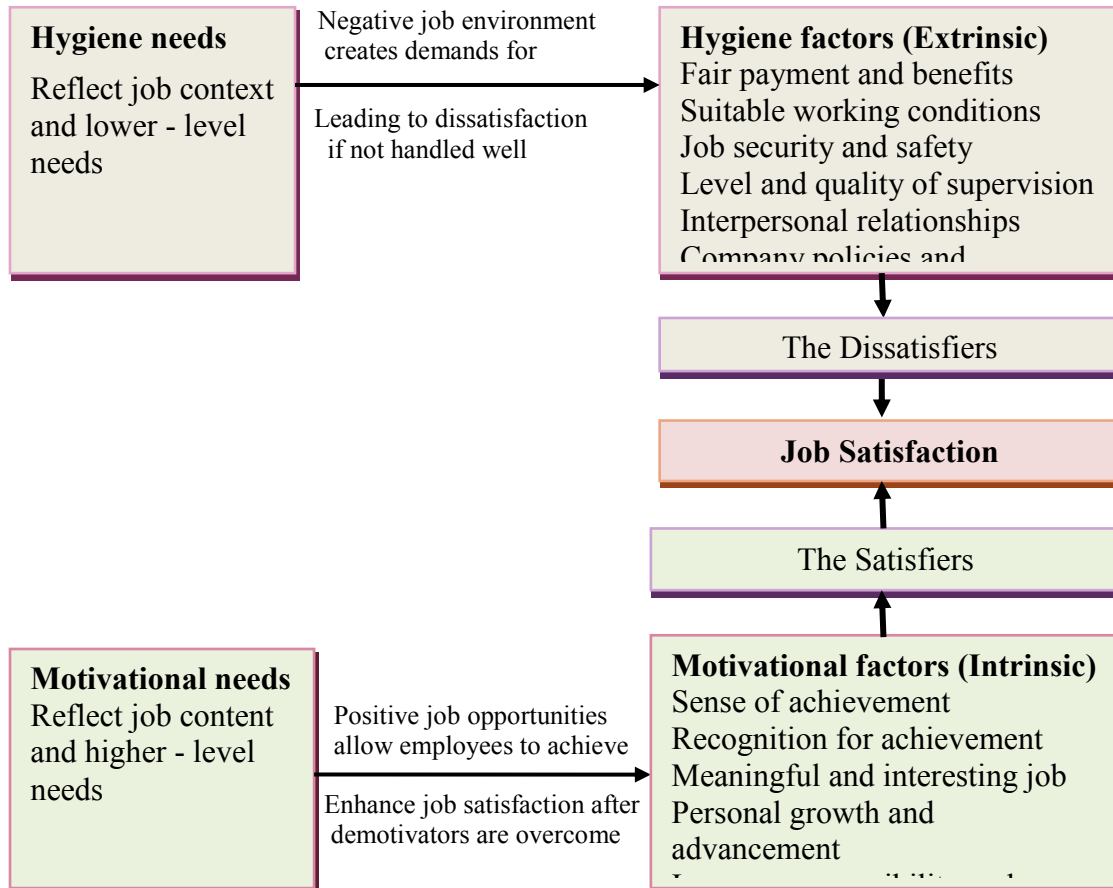 Hygiene needs
Reflect job context
and lower - level
needs
Negative job environment
creates demands for
Leading to dissatisfaction
if not handled well
Hygiene factors (Extrinsic)
Fair payment and benefits
Suitable working conditions
Job security and safety
Level and quality of supervision
Interpersonal relationships
Company policies and
The Dissatisfiers
Job Satisfaction
The Satisfiers
Motivational needs
Reflect job content
and higher - level
needs
Positive job opportunities
allow employees to achieve
Enhance job satisfaction after
demotivators are overcome
Motivational factors (Intrinsic)
Sense of achievement
Recognition for achievement
Meaningful and interesting job
Personal growth and
advancement